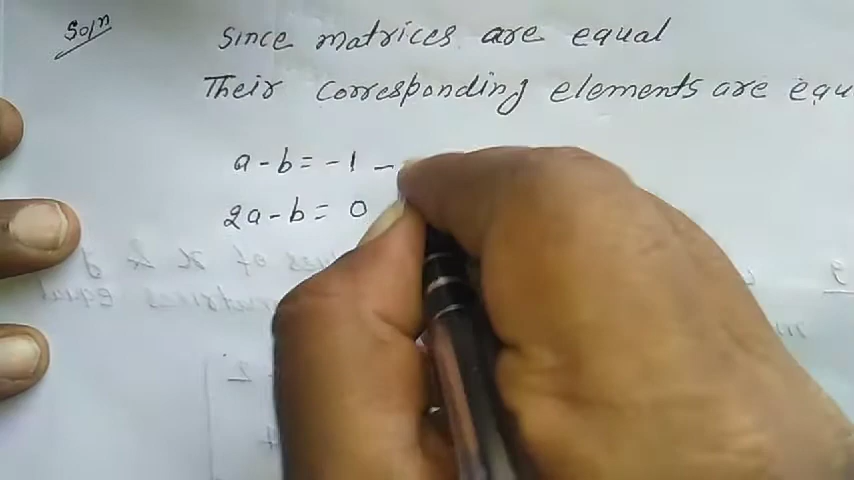 Soln
Since matrices are equal
Their corresponding elements are equ
a - b = -1 -
2a - b = 0